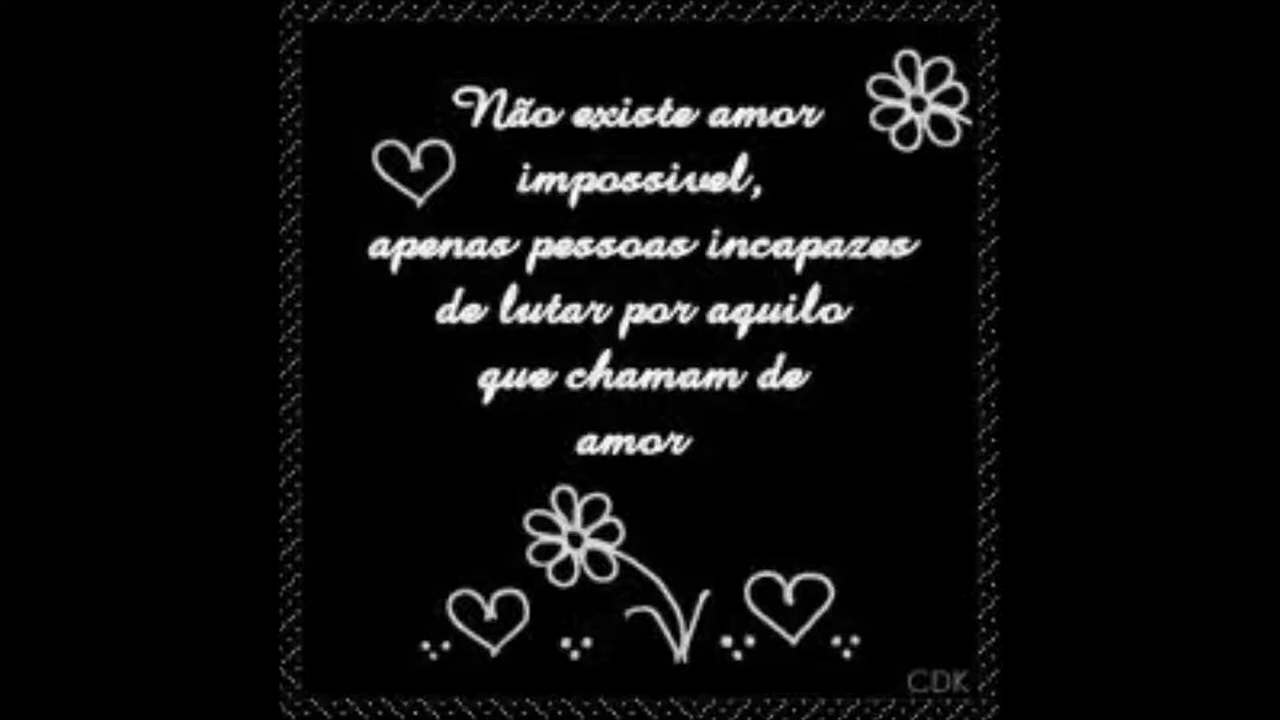 Não existe amor
impossivel,
apenas pessoas incapazes
de lutar por aquilo
que chamam de
amor
CDK